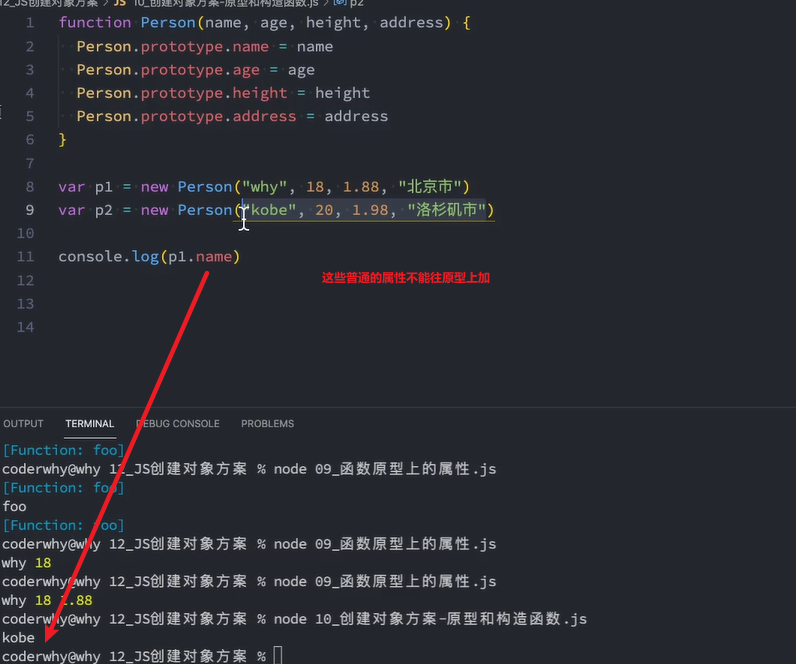 12_JS创建对象方案 > JS 10_创建对象方案-原型和构造函数.js > p2
1 function Person(name, age, height, address) {
2 Person.prototype.name = name
3 Person.prototype.age = age
4 Person.prototype.height = height
5 Person.prototype.address = address
6 }
7
8 var p1 = new Person("why", 18, 1.88, "北京市")
9 var p2 = new Person("kobe", 20, 1.98, "洛杉矶市")
10
11 console.log(p1.name)
这些普通的属性不能往原型上加
12
13
14
OUTPUT TERMINAL DEBUG CONSOLE PROBLEMS
[Function: foo]
coderwhy@why 12_JS创建对象方案 % node 09_函数原型上的属性.js
[Function: foo]
foo
[Function: foo]
coderwhy@why 12_JS创建对象方案 % node 09_函数原型上的属性.js
why 18
coderwhy@why 12_JS创建对象方案 % node 09_函数原型上的属性.js
why 18 1.88
coderwhy@why 12_JS创建对象方案 % node 10_创建对象方案-原型和构造函数.js
kobe
coderwhy@why 12_JS创建对象方案 %